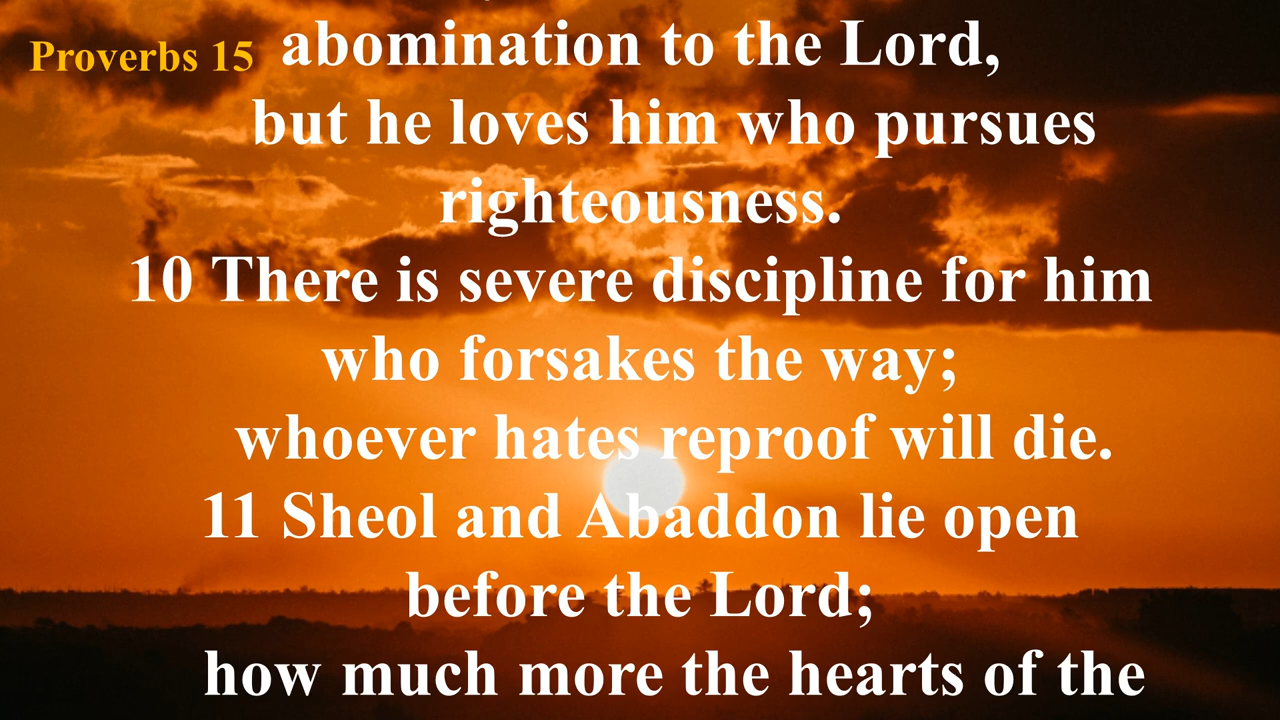 Proverbs 15
abomination to the Lord,
but he loves him who pursues
righteousness.
10 There is severe discipline for him
who forsakes the way;
whoever hates reproof will die.
11 Sheol and Abaddon lie open
before the Lord;
how much more the hearts of the